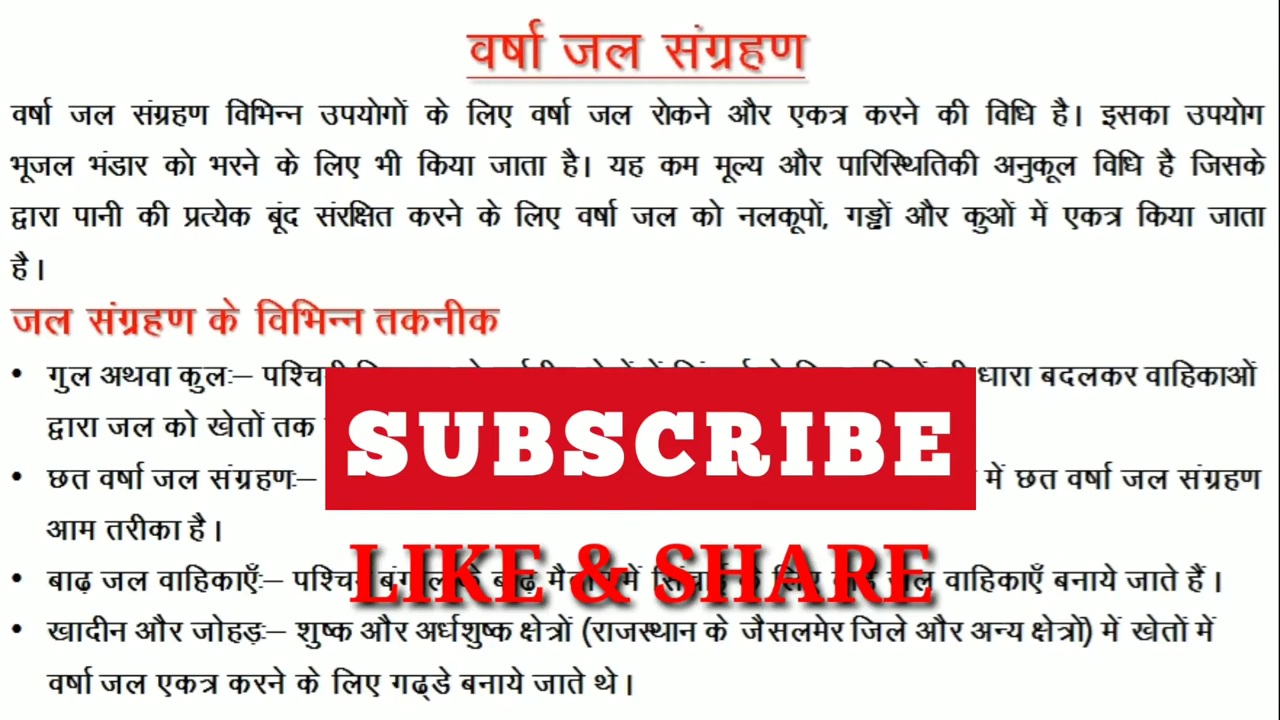 वर्षा जल संग्रहण
वर्षा जल संग्रहण विभिन्न उपयोगों के लिए वर्षा जल रोकने और एकत्र करने की विधि है। इसका उपयोग
भूजल भंडार को भरने के लिए भी किया जाता है। यह कम मूल्य और पारिस्थितिकी अनुकूल विधि है जिसके
द्वारा पानी की प्रत्येक बूंद संरक्षित करने के लिए वर्षा जल को नलकूपों, गड्ढों और कुओं में एकत्र किया जाता
है।
जल संग्रहण के विभिन्न तकनीक
• गुल अथवा कुलः– धारा बदलकर वाहिकाओं
द्वारा जल को खेतों तक
SUBSCRIBE
• छत वर्षा जल संग्रहणः– में छत वर्षा जल संग्रहण
आम तरीका है।
LIKE & SHARE
• बाढ़ जल वाहिकाएँः– में वाहिकाएँ बनाये जाते हैं।
• खादीन और जोहड़ः– शुष्क और अर्धशुष्क क्षेत्रों (राजस्थान के जैसलमेर जिले और अन्य क्षेत्रों) में खेतों में
वर्षा जल एकत्र करने के लिए गढ्डे बनाये जाते थे।